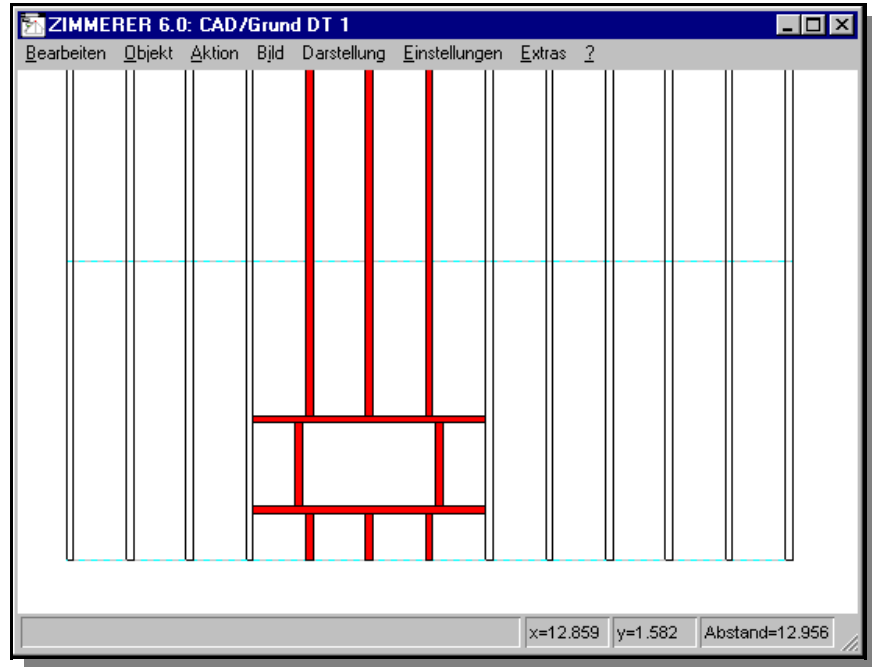 ZIMMERER 6.0: CAD/Grund DT 1
Bearbeiten Objekt Aktion Bild Darstellung Einstellungen Extras ?
x=12.859 y=1.582 Abstand=12.956